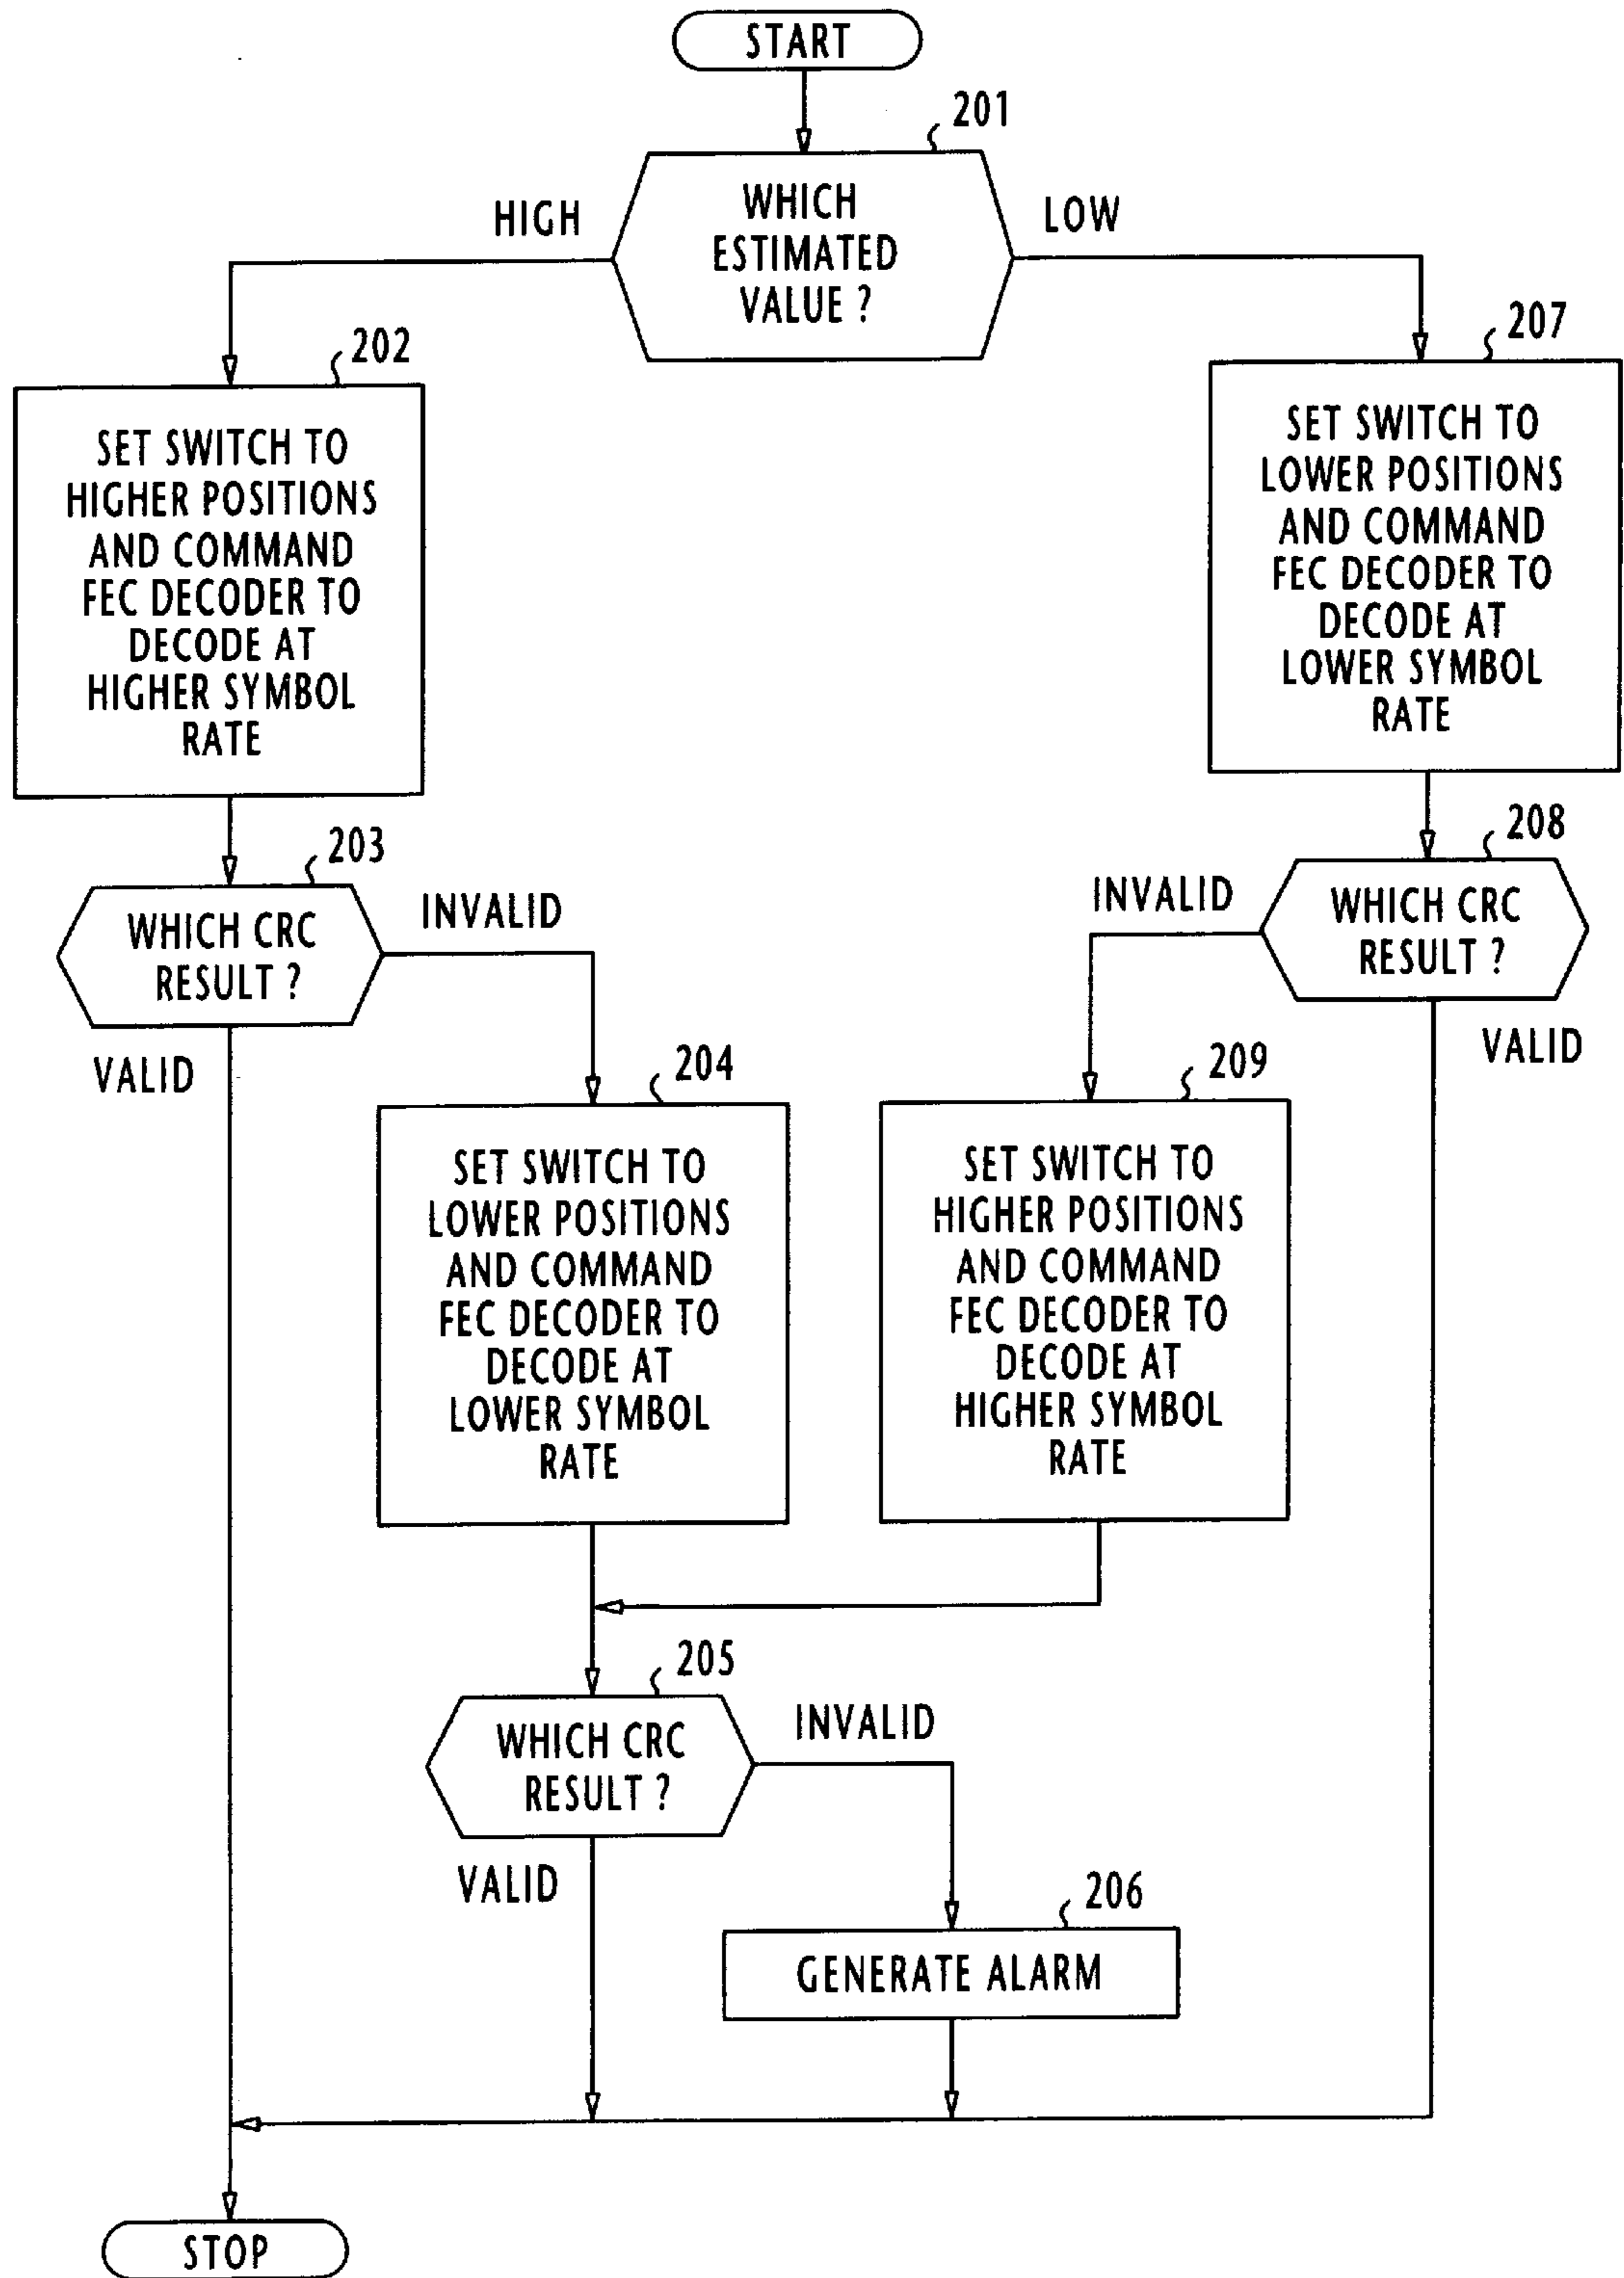 START
201
WHICH
ESTIMATED
VALUE ?
HIGH
LOW
202
SET SWITCH TO
HIGHER POSITIONS
AND COMMAND
FEC DECODER TO
DECODE AT
HIGHER SYMBOL
RATE
207
SET SWITCH TO
LOWER POSITIONS
AND COMMAND
FEC DECODER TO
DECODE AT
LOWER SYMBOL
RATE
203
WHICH CRC
RESULT ?
INVALID
VALID
208
WHICH CRC
RESULT ?
INVALID
VALID
204
SET SWITCH TO
LOWER POSITIONS
AND COMMAND
FEC DECODER TO
DECODE AT
LOWER SYMBOL
RATE
209
SET SWITCH TO
HIGHER POSITIONS
AND COMMAND
FEC DECODER TO
DECODE AT
HIGHER SYMBOL
RATE
205
WHICH CRC
RESULT ?
INVALID
VALID
206
GENERATE ALARM
STOP